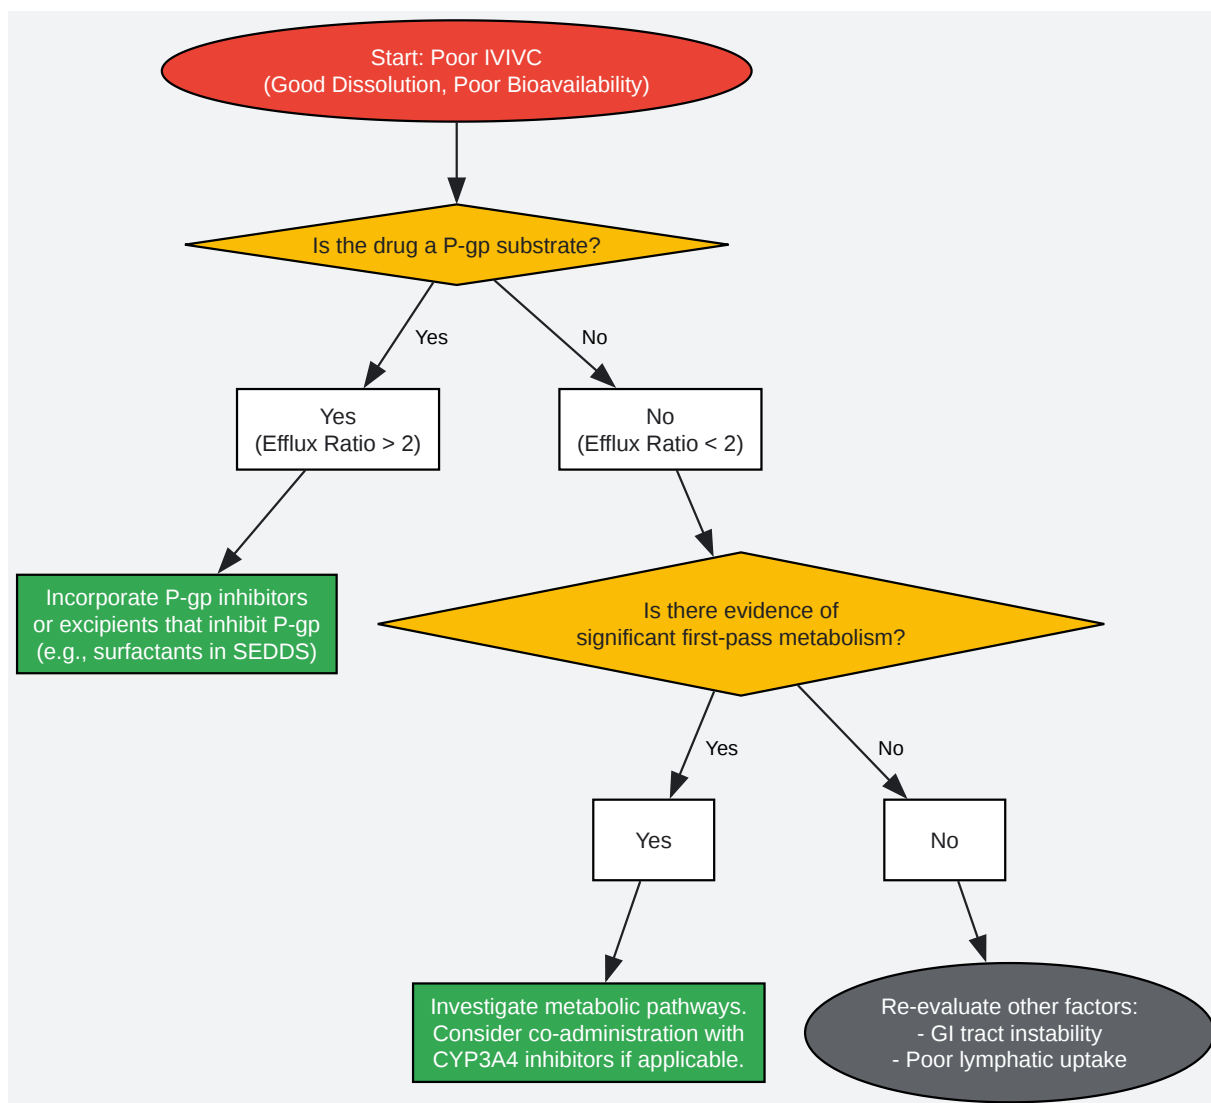 Start: Poor IVIVC
(Good Dissolution, Poor Bioavailability)
Is the drug a P-gp substrate?
Yes
No
Yes
(Efflux Ratio > 2)
No
(Efflux Ratio < 2)
Incorporate P-gp inhibitors
or excipients that inhibit P-gp
(e.g., surfactants in SEDDS)
Is there evidence of
significant first-pass metabolism?
Yes
No
Yes
No
Investigate metabolic pathways.
Consider co-administration with
CYP3A4 inhibitors if applicable.
Re-evaluate other factors:
- GI tract instability
- Poor lymphatic uptake